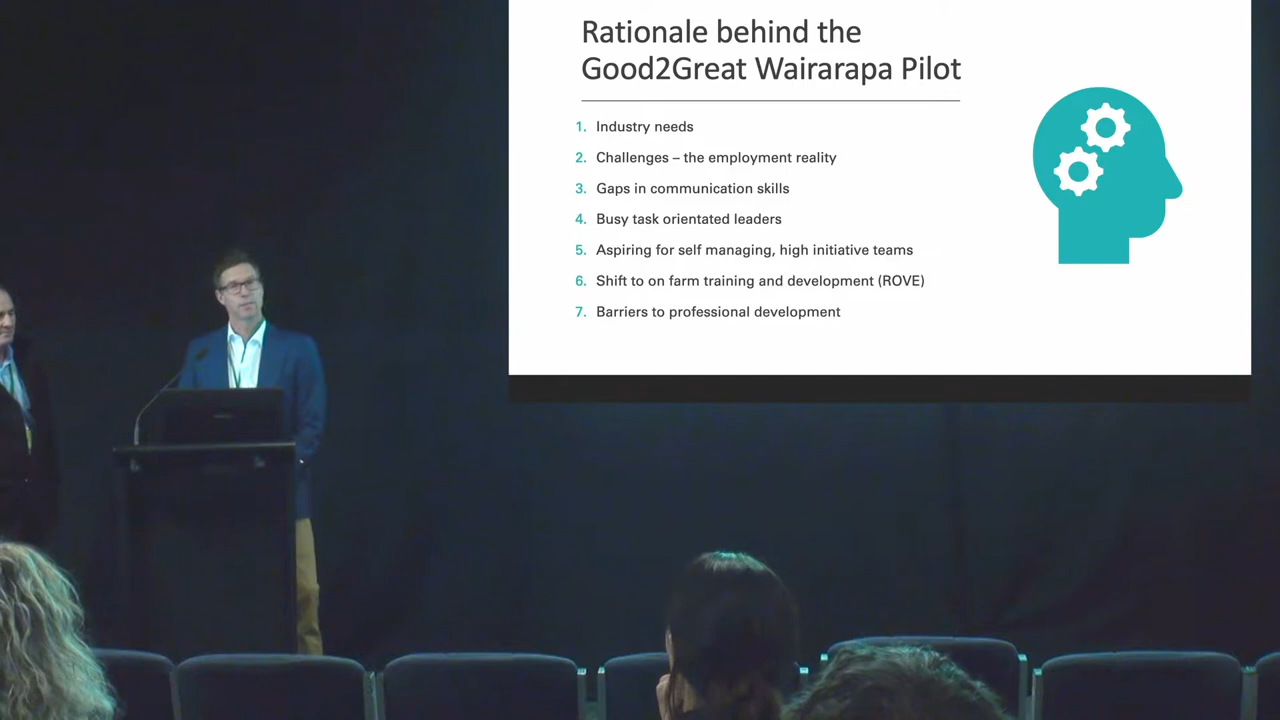 Rationale behind the
Good2Great Wairarapa Pilot
1. Industry needs
2. Challenges – the employment reality
3. Gaps in communication skills
4. Busy task orientated leaders
5. Aspiring for self managing, high initiative teams
6. Shift to on farm training and development (ROVE)
7. Barriers to professional development